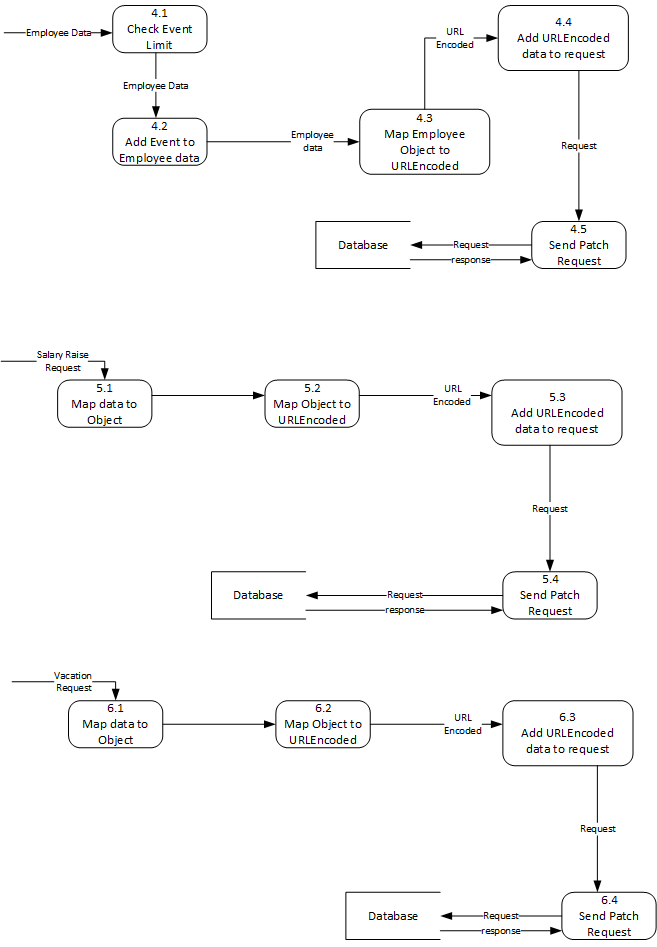 4.1
Check Event
Limit
Employee Data
Employee Data
4.2
Add Event to
Employee data
Employee
data
4.3
Map Employee
Object to
URLEncoded
URL
Encoded
4.4
Add URLEncoded
data to request
Request
4.5
Send Patch
Request
Request
response
Database
Salary Raise
Request
5.1
Map data to
Object
5.2
Map Object to
URLEncoded
URL
Encoded
5.3
Add URLEncoded
data to request
Request
5.4
Send Patch
Request
Request
response
Database
Vacation
Request
6.1
Map data to
Object
6.2
Map Object to
URLEncoded
URL
Encoded
6.3
Add URLEncoded
data to request
Request
6.4
Send Patch
Request
Request
response
Database